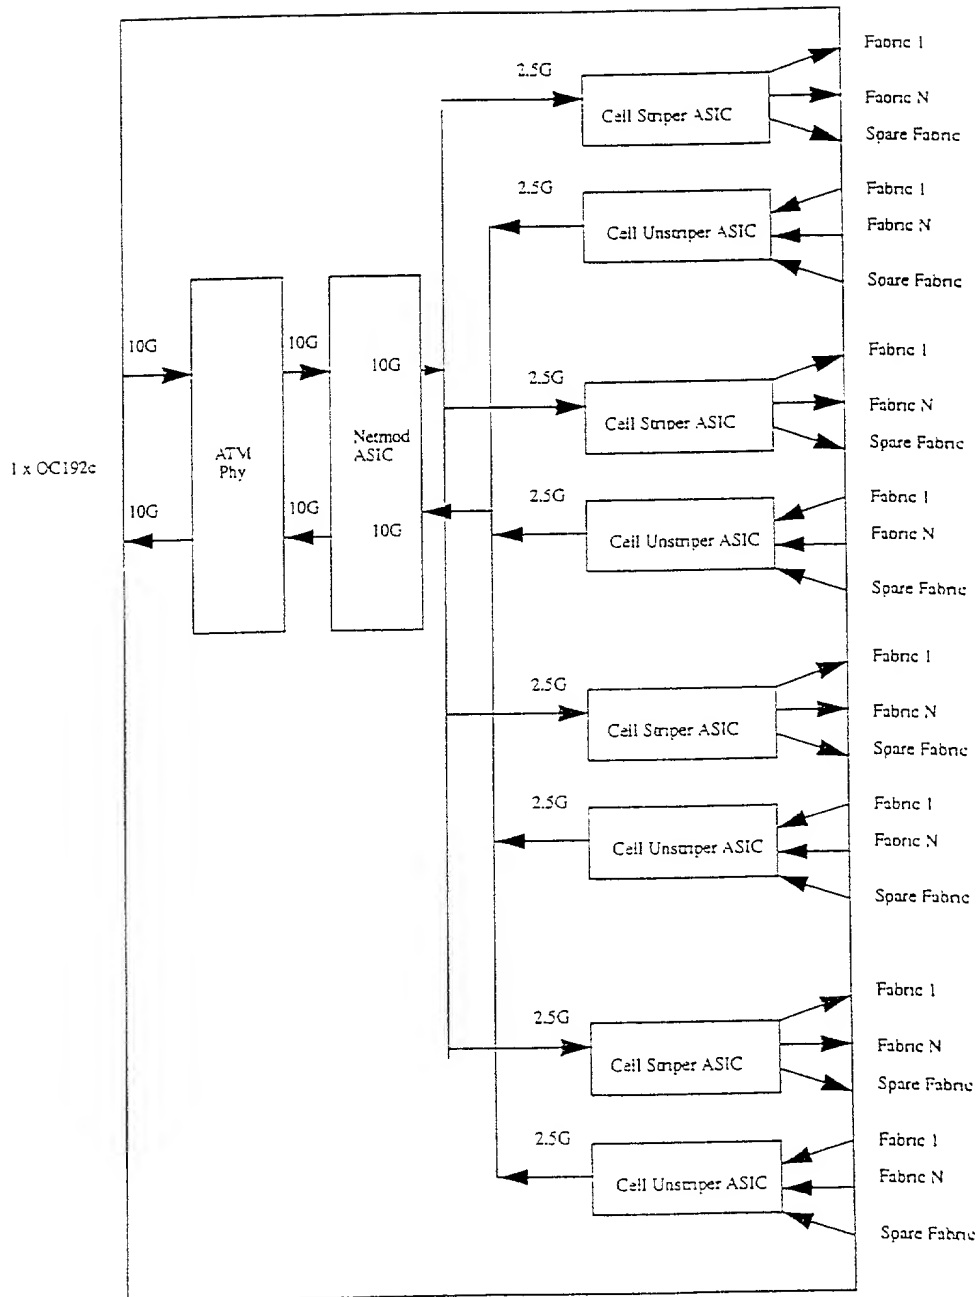 Fabric 1
2.5G
Fabric N
Cell Striper ASIC
Spare Fabric
2.5G
Fabric 1
Cell Unstriper ASIC
Fabric N
Spare Fabric
10G
10G
10G
2.5G
Fabric 1
Fabric N
Cell Striper ASIC
Spare Fabric
1 x OC192c
ATM
Phy
Netmod
ASIC
10G
10G
10G
2.5G
Fabric 1
Cell Unstriper ASIC
Fabric N
Spare Fabric
2.5G
Fabric 1
Fabric N
Cell Striper ASIC
Spare Fabric
2.5G
Fabric 1
Cell Unstriper ASIC
Fabric N
Spare Fabric
2.5G
Fabric 1
Fabric N
Cell Striper ASIC
Spare Fabric
2.5G
Fabric 1
Cell Unstriper ASIC
Fabric N
Spare Fabric